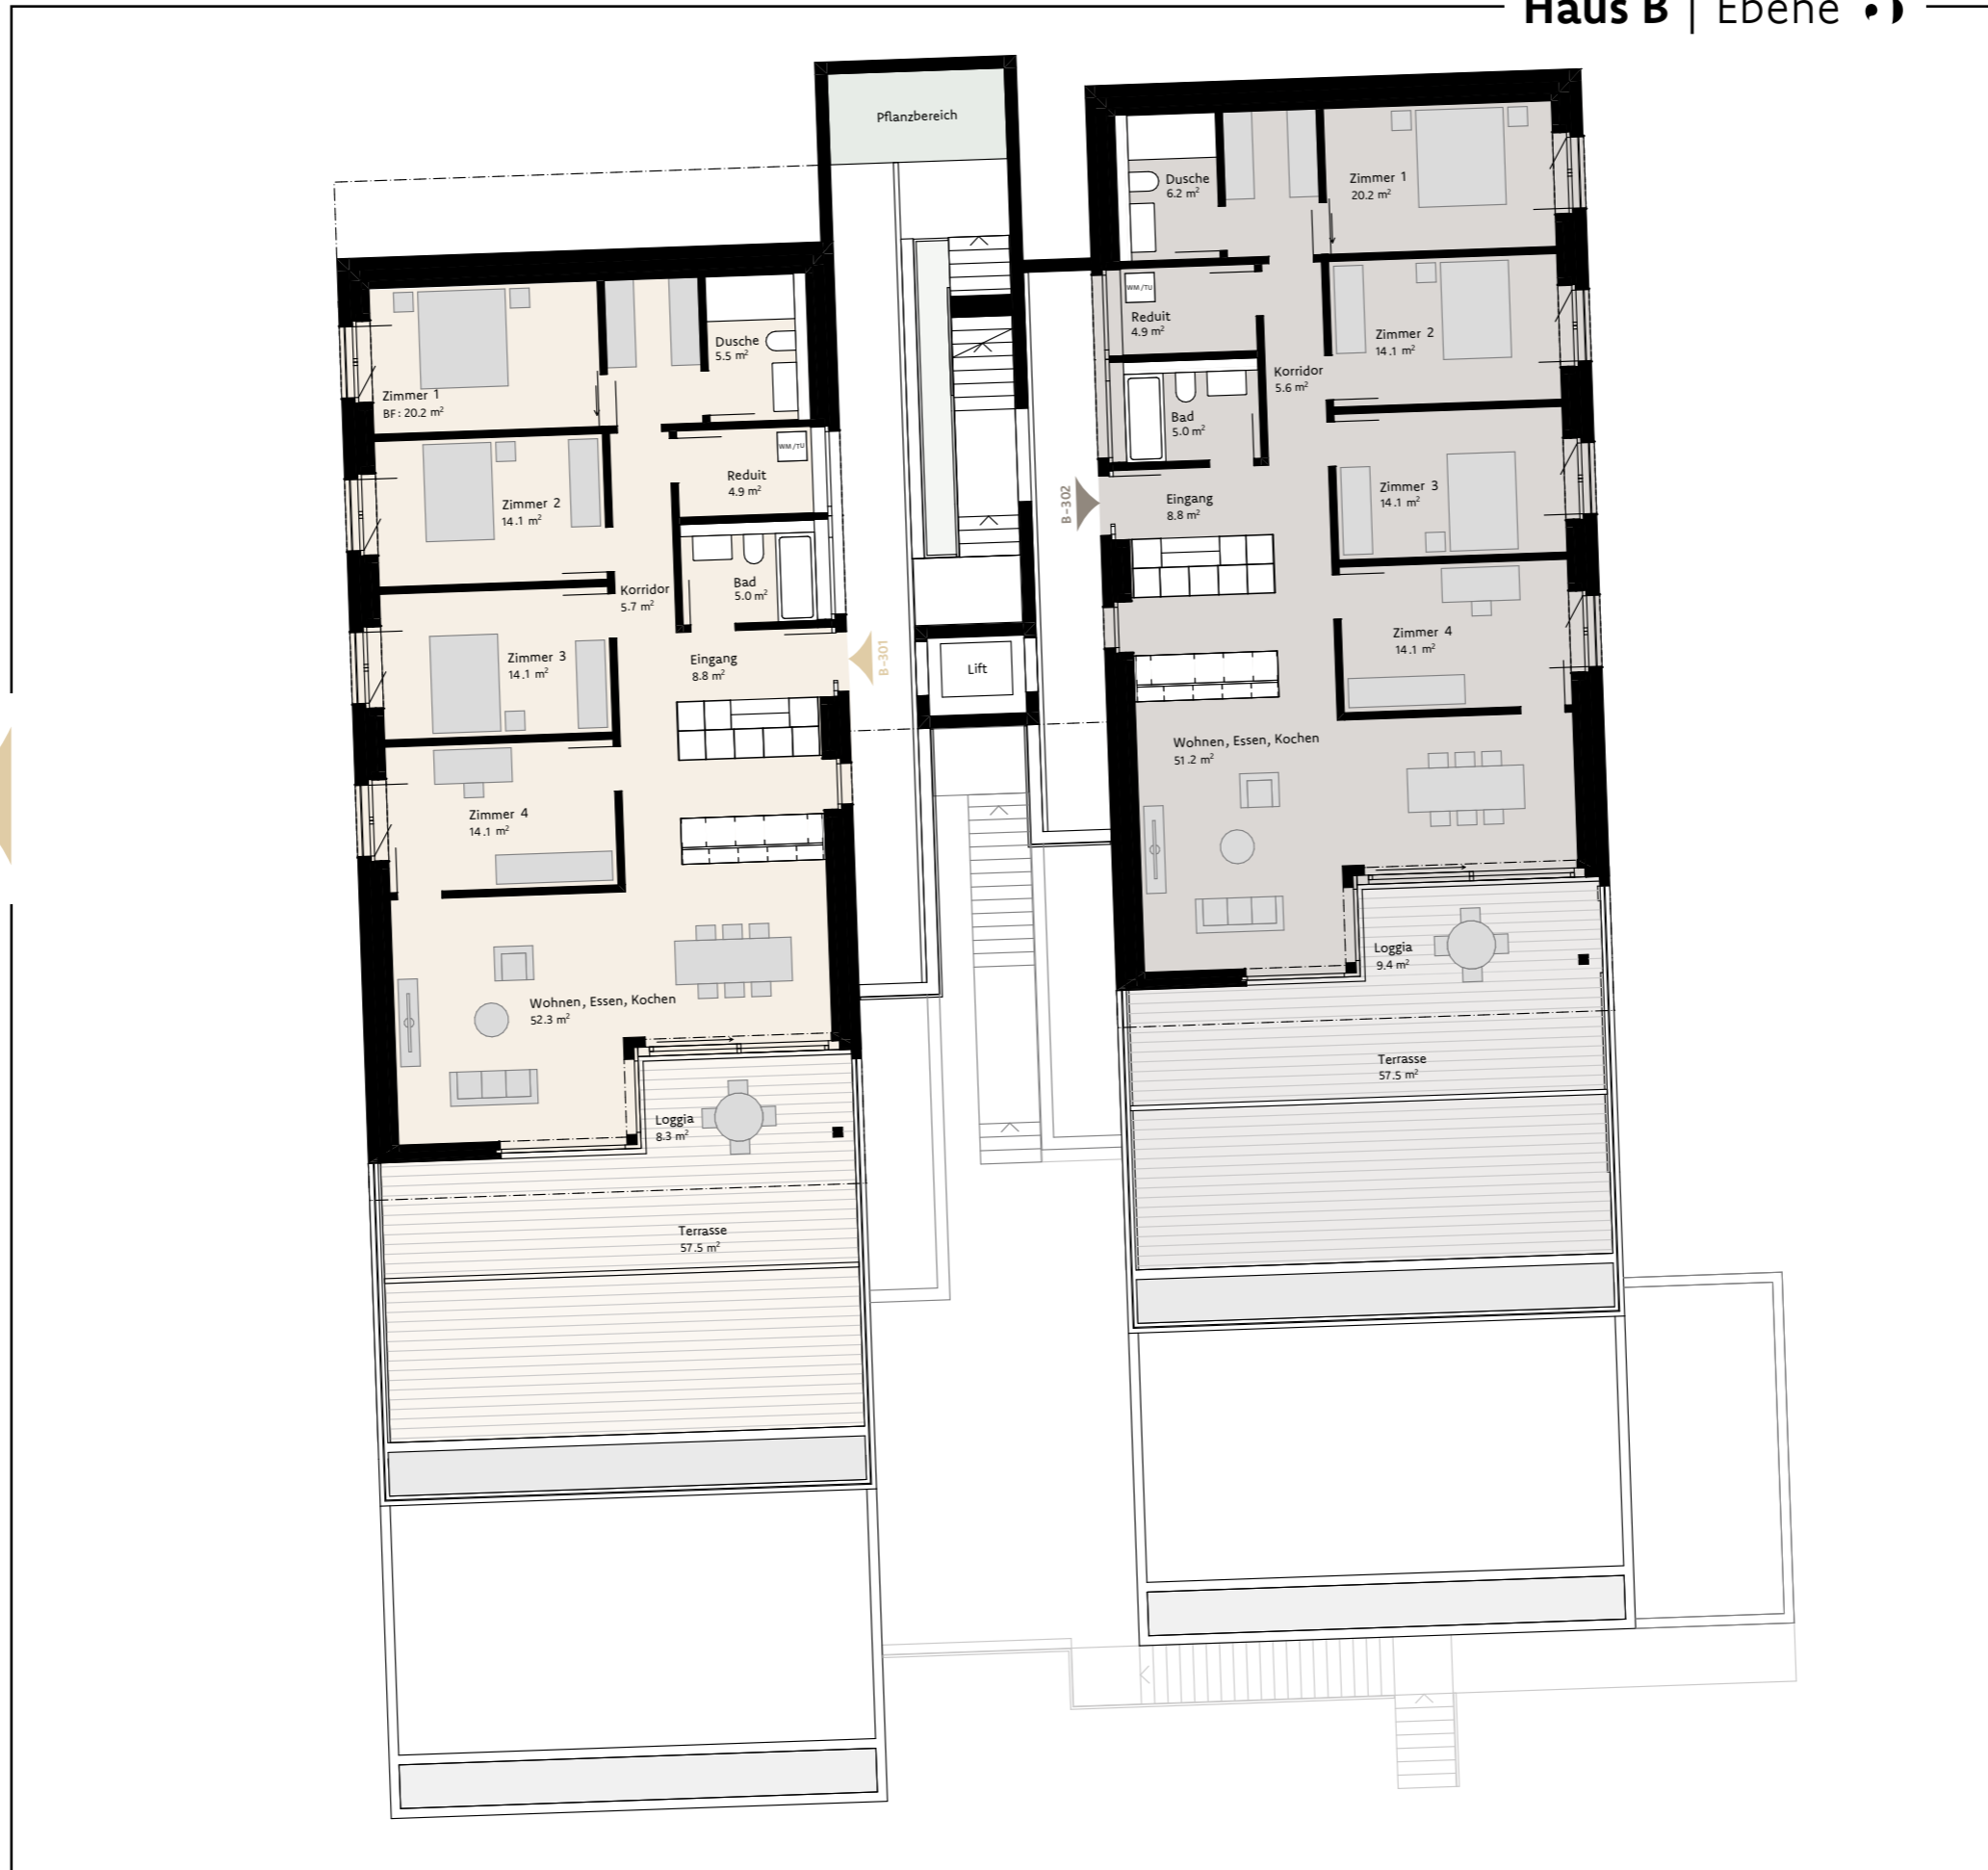 Haus B | Ebene
Pflanzbereich
Zimmer 1
BF: 20.2 m²
Dusche
5.5 m²
Zimmer 2
14.1 m²
Reduit
4.9 m²
WM./TU
Korridor
5.7 m²
Bad
5.0 m²
Zimmer 3
14.1 m²
Eingang
8.8 m²
B-301
Zimmer 4
14.1 m²
Wohnen, Essen, Kochen
52.3 m²
Loggia
8.3 m²
Terrasse
57.5 m²
Lift
Dusche
6.2 m²
Zimmer 1
20.2 m²
WM./TU
Reduit
4.9 m²
Zimmer 2
14.1 m²
Korridor
5.6 m²
Bad
5.0 m²
Zimmer 3
14.1 m²
B-302
Eingang
8.8 m²
Zimmer 4
14.1 m²
Wohnen, Essen, Kochen
51.2 m²
Loggia
9.4 m²
Terrasse
57.5 m²